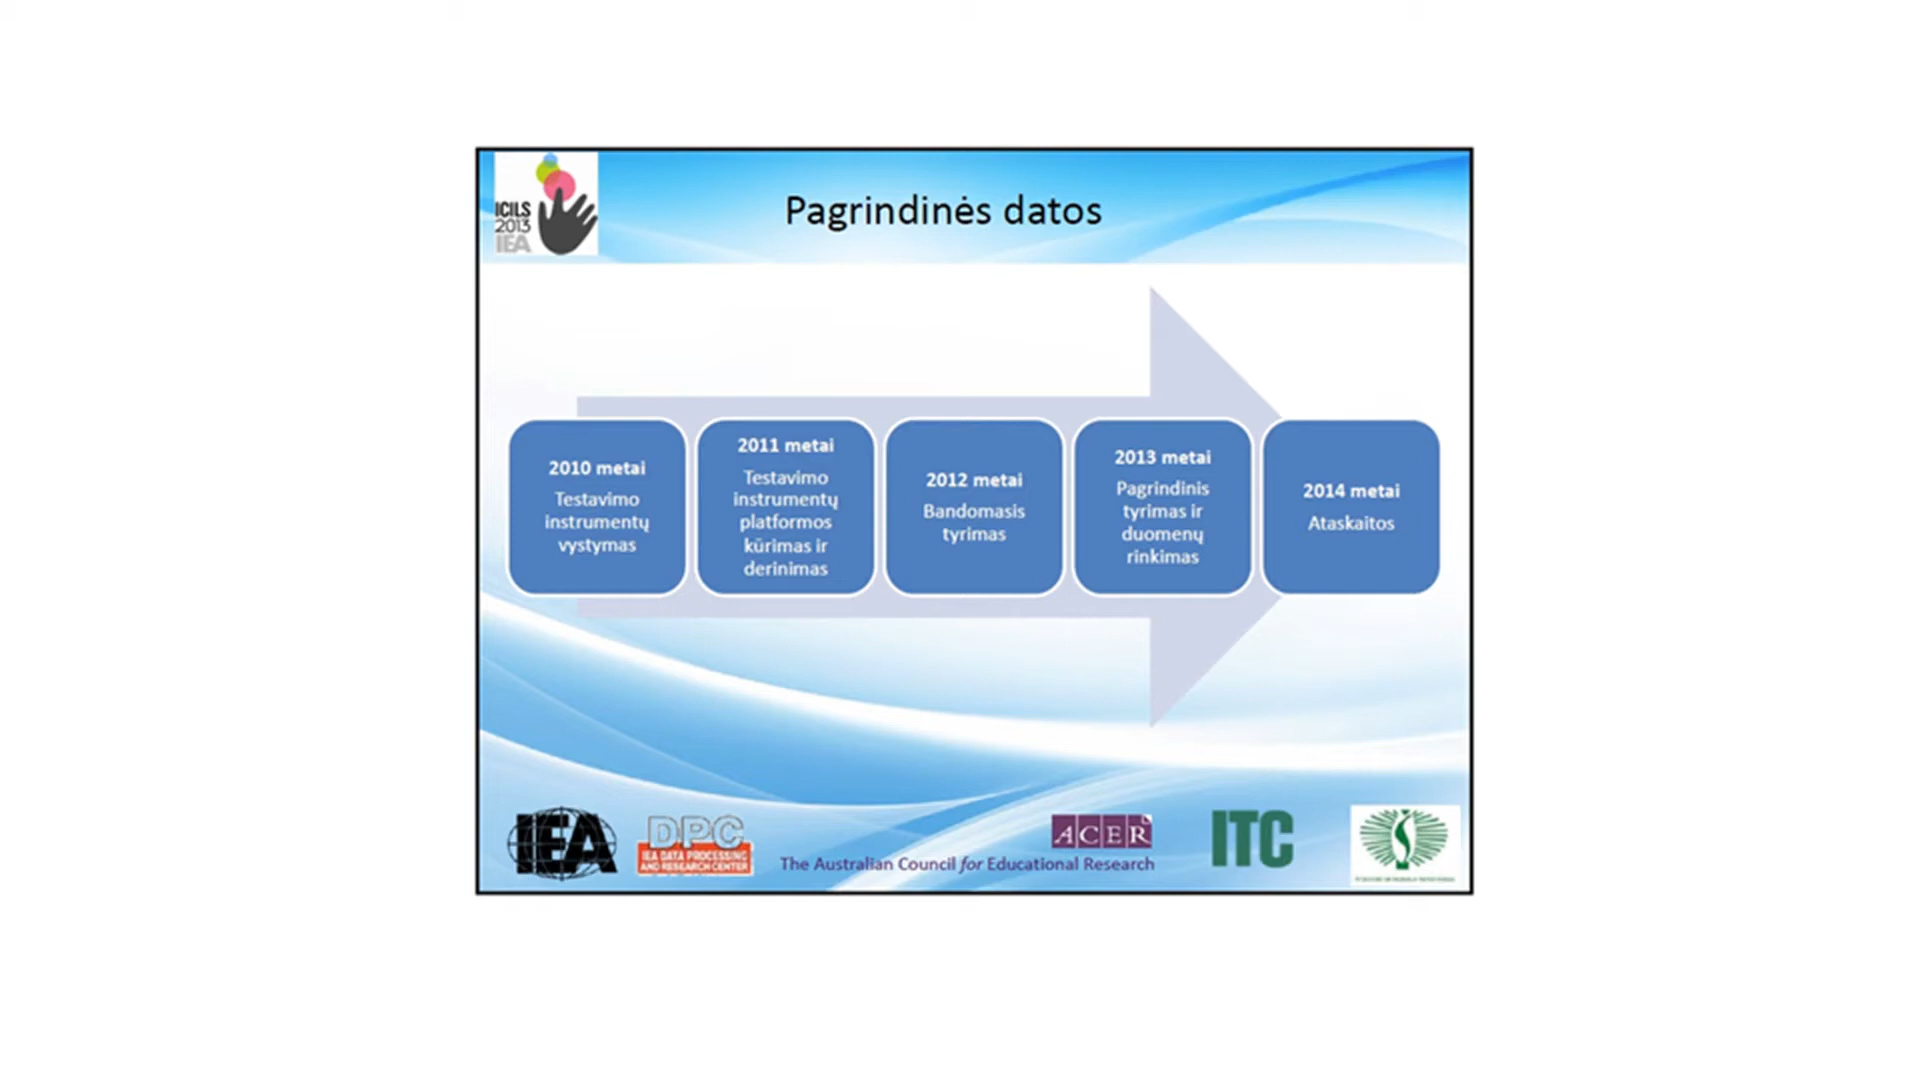 ICILS
2013
IEA
Pagrindinės datos
2010 metai
Testavimo
instrumentų
vystymas
2011 metai
Testavimo
instrumentų
platformos
kūrimas ir
derinimas
2012 metai
Bandomasis
tyrimas
2013 metai
Pagrindinis
tyrimas ir
duomenų
rinkimas
2014 metai
Ataskaitos
IEA
DPC
IEA DATA PROCESSING
AND RESEARCH CENTER
ACER
The Australian Council for Educational Research
ITC